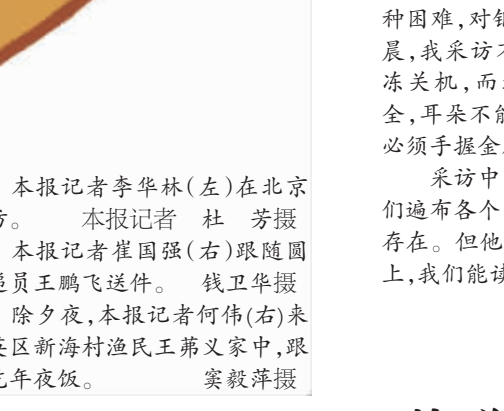 本报记者李华林(左)在北京
。 本报记者 杜 芳摄
本报记者崔国强(右)跟随圆
递员王鹏飞送件。 钱卫华摄
除夕夜,本报记者何伟(右)来
区新海村渔民王茀义家中,跟
吃年夜饭。 窦毅萍摄
种困难,对
晨,我采访
冻关机,而
全,耳朵不能
必须手握金
采访中
们遍布各个
存在。但他
上,我们能读